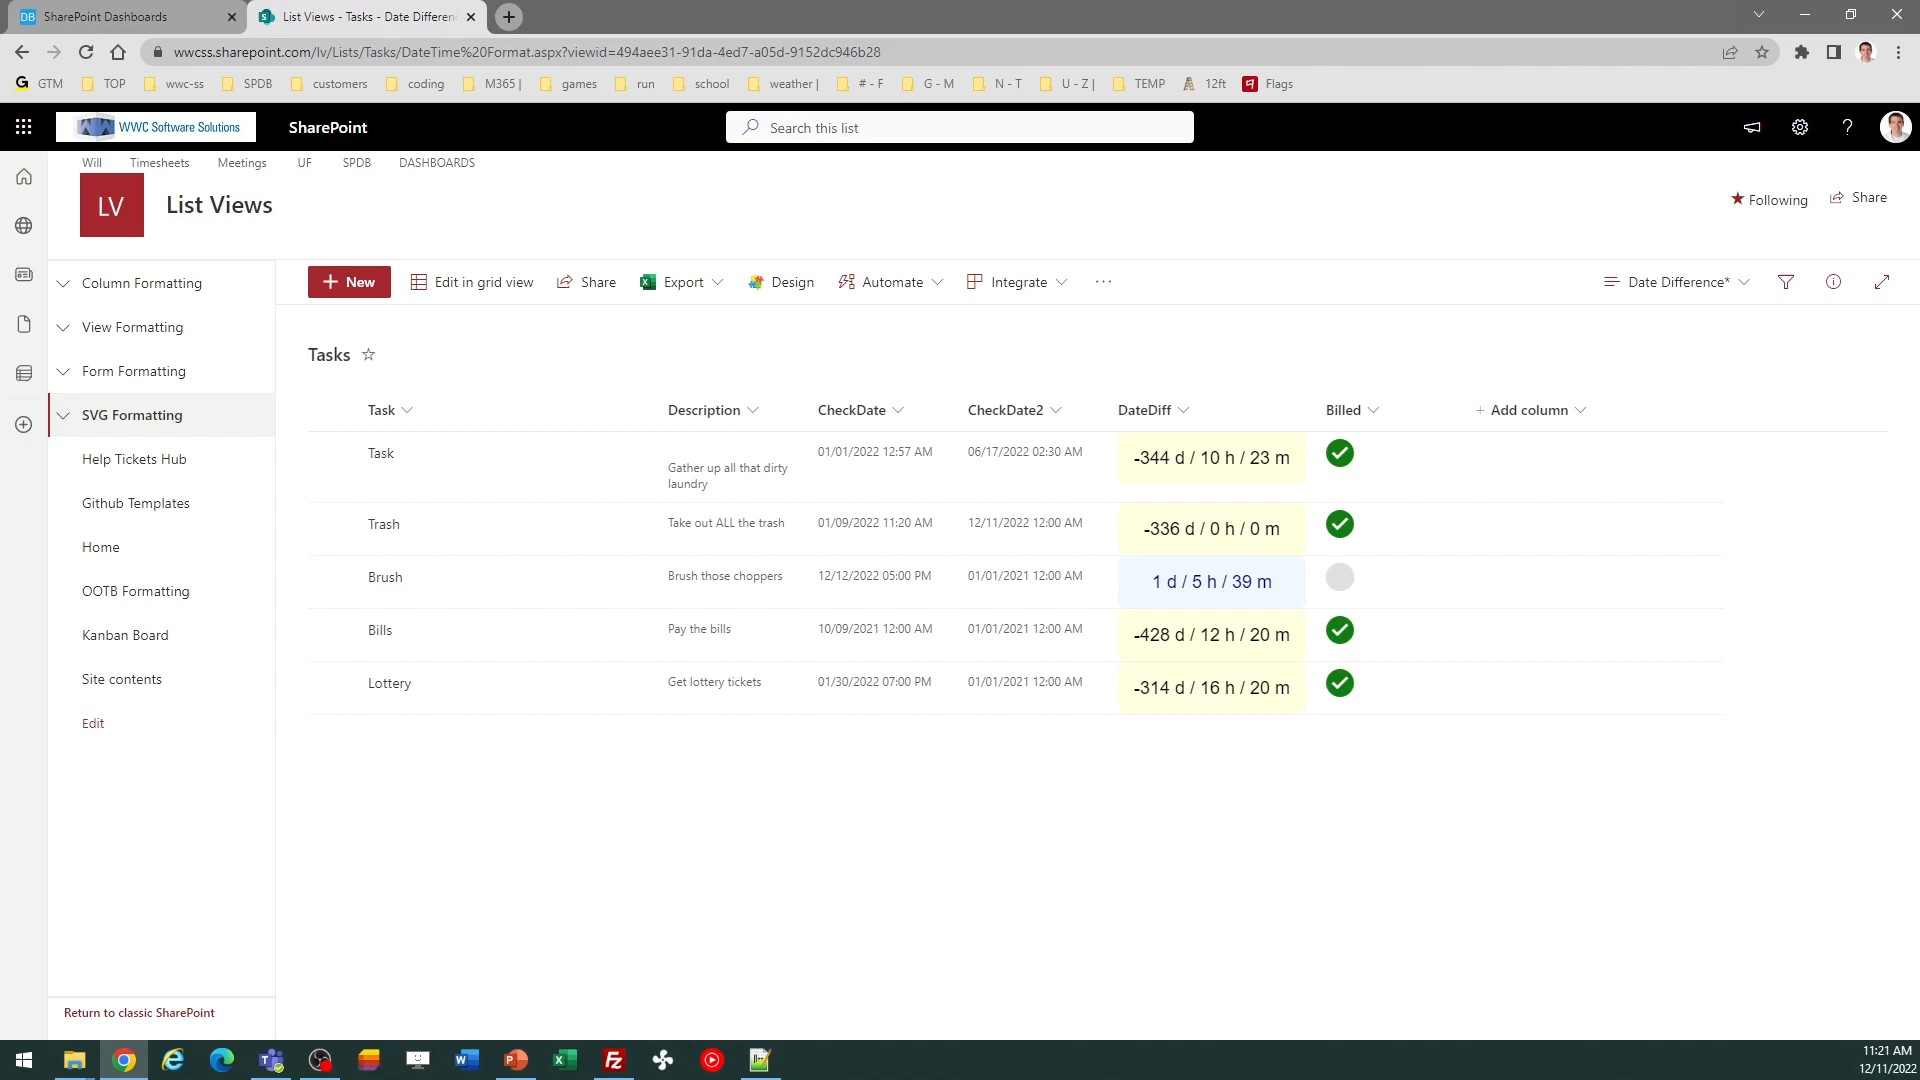 DB SharePoint Dashboards
S List Views - Tasks - Date Differenc
wwcss.sharepoint.com/lv/Lists/Tasks/DateTime%20Format.aspx?viewid=494aee31-91da-4ed7-a05d-9152dc946b28
G GTM TOP wwc-ss SPDB customers coding M365 | games run school weather | # - F G - M N - T U - Z | TEMP 12ft Flags
WWC Software Solutions SharePoint Search this list ?
Will Timesheets Meetings UF SPDB DASHBOARDS
LV List Views
Following Share
Column Formatting
View Formatting
Form Formatting
SVG Formatting
Help Tickets Hub
Github Templates
Home
OOTB Formatting
Kanban Board
Site contents
Edit
Return to classic SharePoint
+ New Edit in grid view Share Export Design Automate Integrate ··· Date Difference*
Tasks
Task Description CheckDate CheckDate2 DateDiff Billed + Add column
Task Gather up all that dirty 01/01/2022 12:57 AM 06/17/2022 02:30 AM -344 d / 10 h / 23 m
laundry
Trash Take out ALL the trash 01/09/2022 11:20 AM 12/11/2022 12:00 AM -336 d / 0 h / 0 m
Brush Brush those choppers 12/12/2022 05:00 PM 01/01/2021 12:00 AM 1 d / 5 h / 39 m
Bills Pay the bills 10/09/2021 12:00 AM 01/01/2021 12:00 AM -428 d / 12 h / 20 m
Lottery Get lottery tickets 01/30/2022 07:00 PM 01/01/2021 12:00 AM -314 d / 16 h / 20 m
11:21 AM
12/11/2022